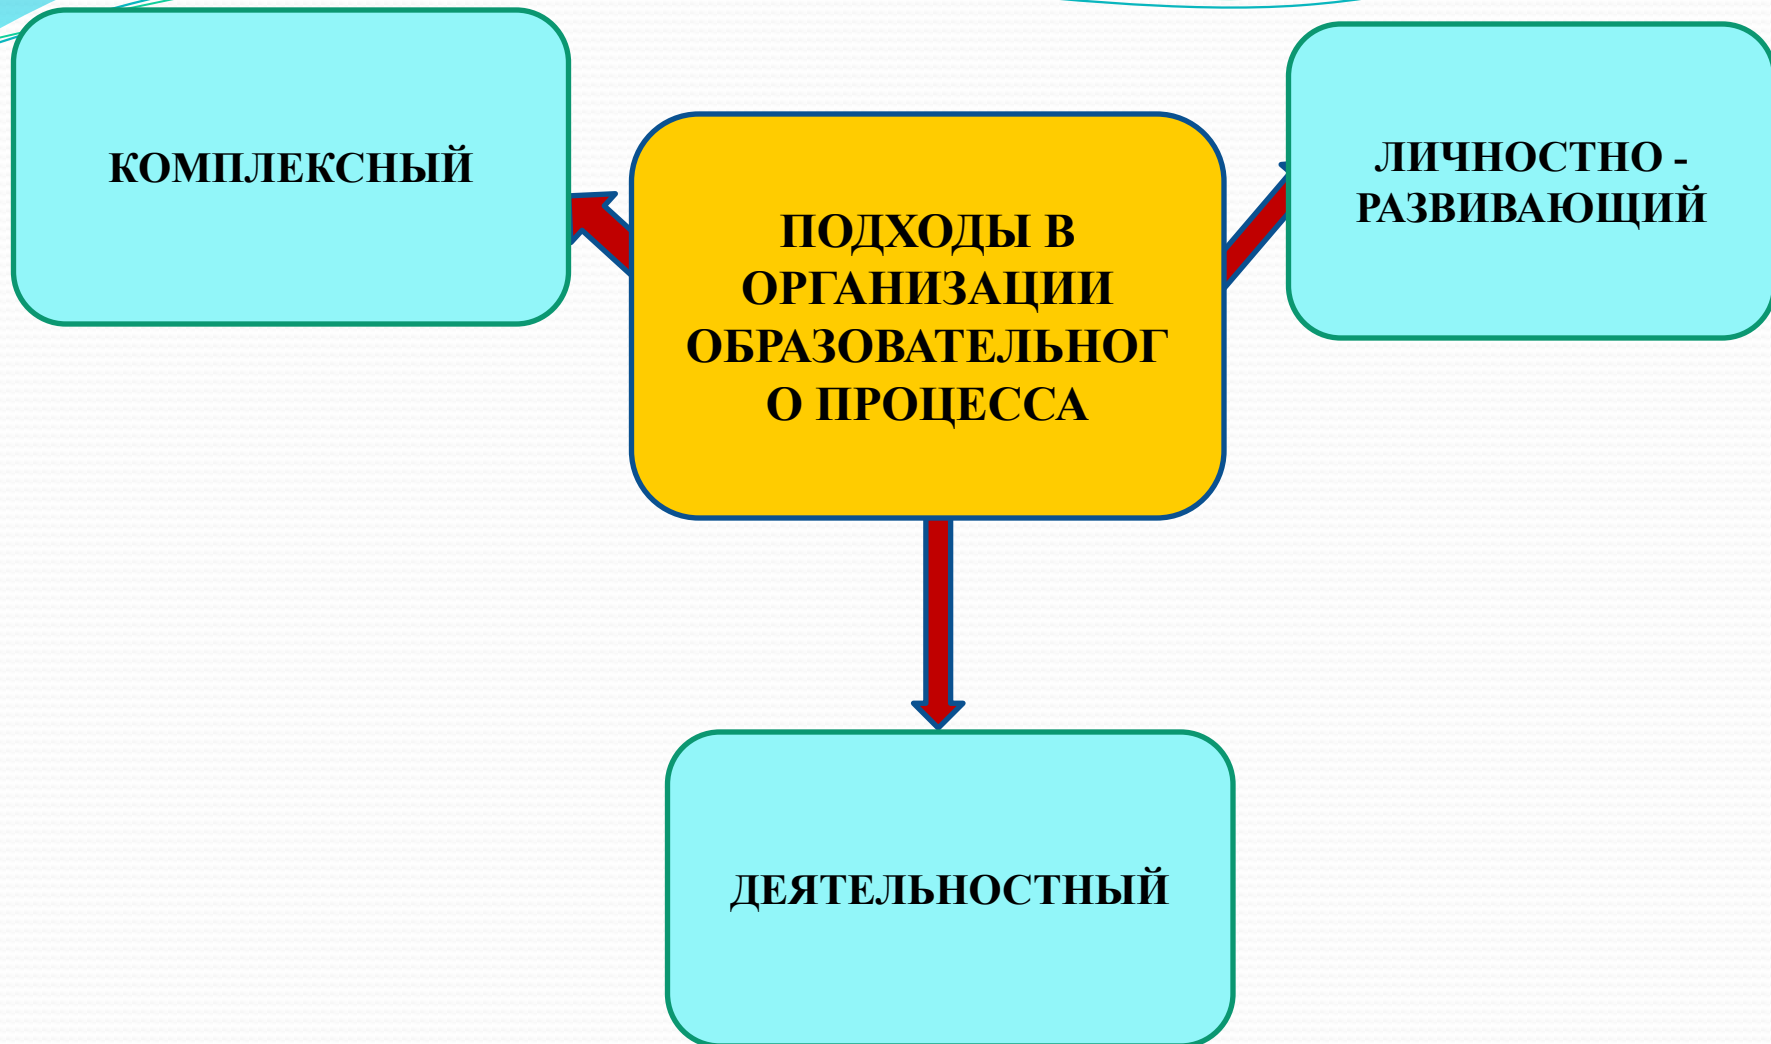 КОМПЛЕКСНЫЙ
ПОДХОДЫ В
ОРГАНИЗАЦИИ
ОБРАЗОВАТЕЛЬНОГ
О ПРОЦЕССА
ЛИЧНОСТНО -
РАЗВИВАЮЩИЙ
ДЕЯТЕЛЬНОСТНЫЙ